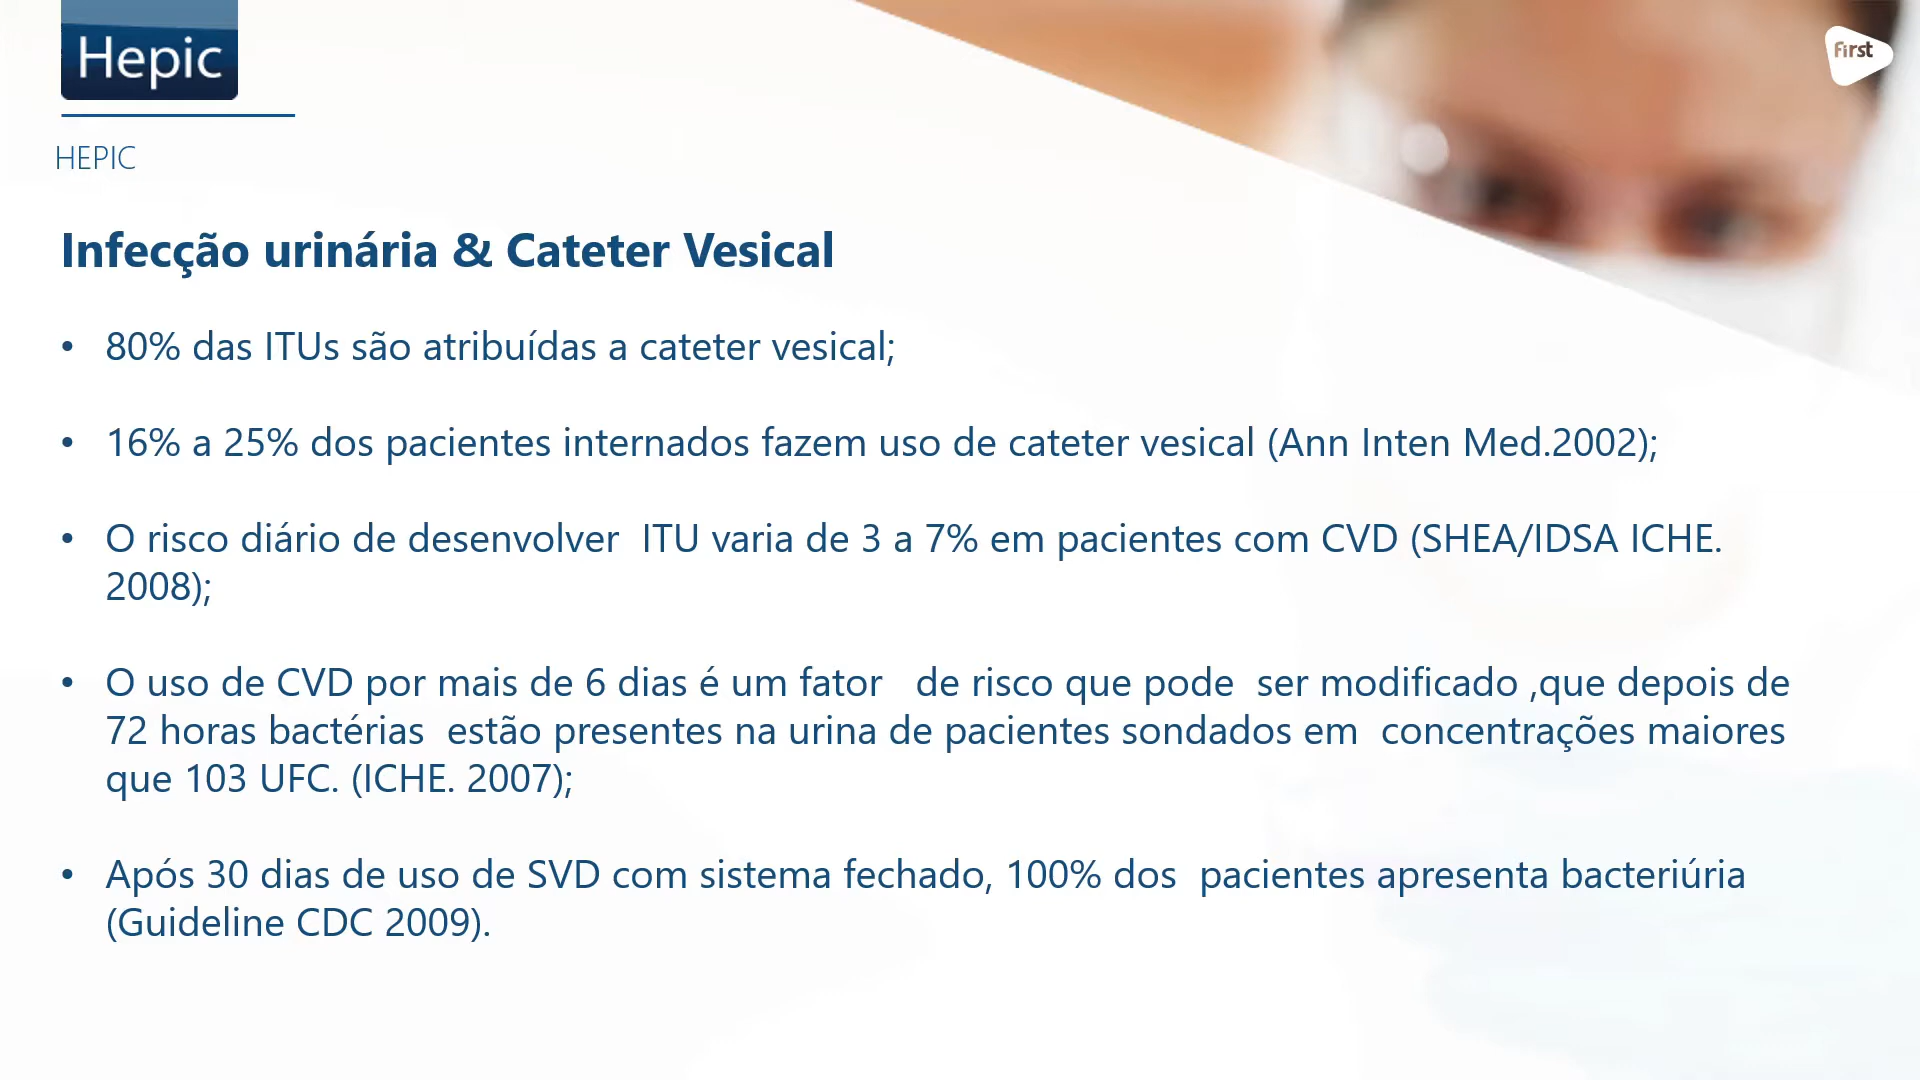 Hepic
first
HEPIC
Infecção urinária & Cateter Vesical
• 80% das ITUs são atribuídas a cateter vesical;
• 16% a 25% dos pacientes internados fazem uso de cateter vesical (Ann Inten Med.2002);
• O risco diário de desenvolver  ITU varia de 3 a 7% em pacientes com CVD (SHEA/IDSA ICHE.
2008);
• O uso de CVD por mais de 6 dias é um fator   de risco que pode  ser modificado ,que depois de
72 horas bactérias  estão presentes na urina de pacientes sondados em  concentrações maiores
que 103 UFC. (ICHE. 2007);
• Após 30 dias de uso de SVD com sistema fechado, 100% dos  pacientes apresenta bacteriúria
(Guideline CDC 2009).